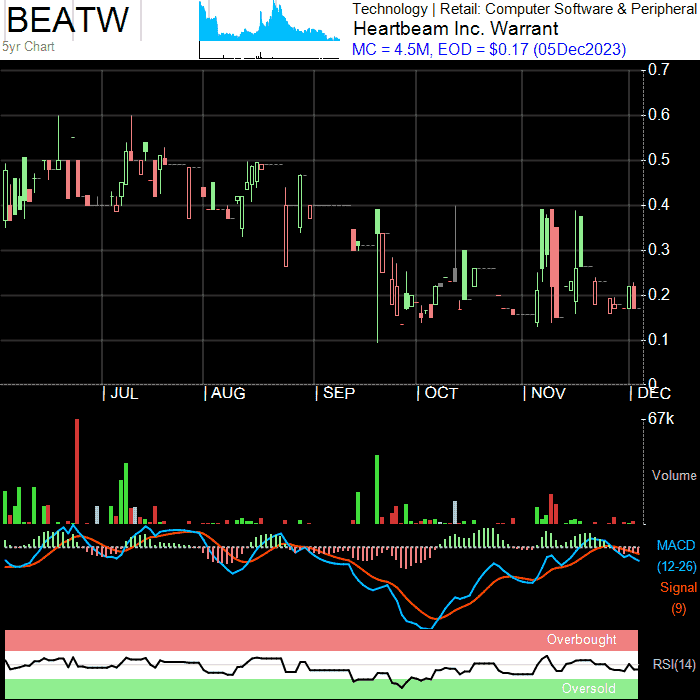 BEATW
5yr Chart
Technology | Retail: Computer Software & Peripheral
Heartbeam Inc. Warrant
MC = 4.5M, EOD = $0.17 (05Dec2023)
0.7
0.6
0.5
0.4
0.3
0.2
0.1
0
JUL AUG SEP OCT NOV DEC
67k
Volume
MACD
(12-26)
Signal
(9)
Overbought
RSI(14)
Oversold